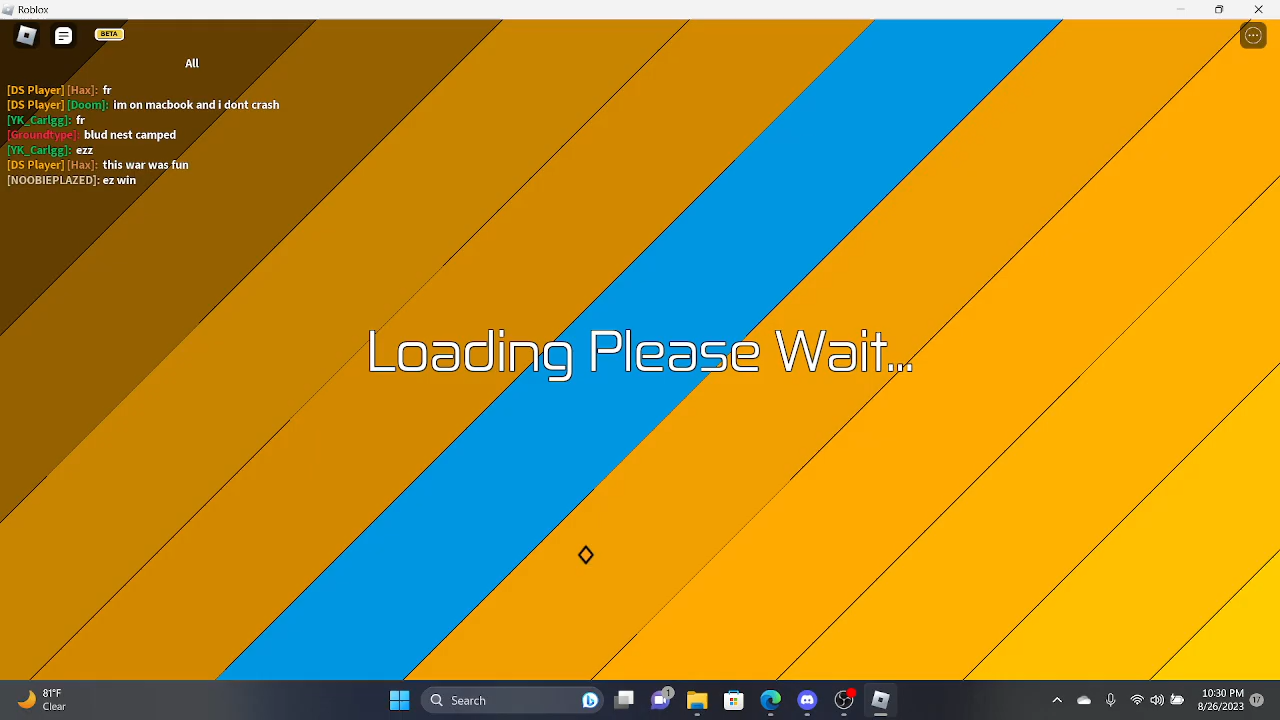 Roblox
BETA
All
[DS Player] [Hax]: fr
[DS Player] [Doom]: im on macbook and i dont crash
[YK_Carlgg]: fr
[Groundtype]: blud nest camped
[YK_Carlgg]: ezz
[DS Player] [Hax]: this war was fun
[NOOBIEPLAZED]: ez win
Loading Please Wait...
81°F
Clear
Search
1
10:30 PM
8/26/2023
17